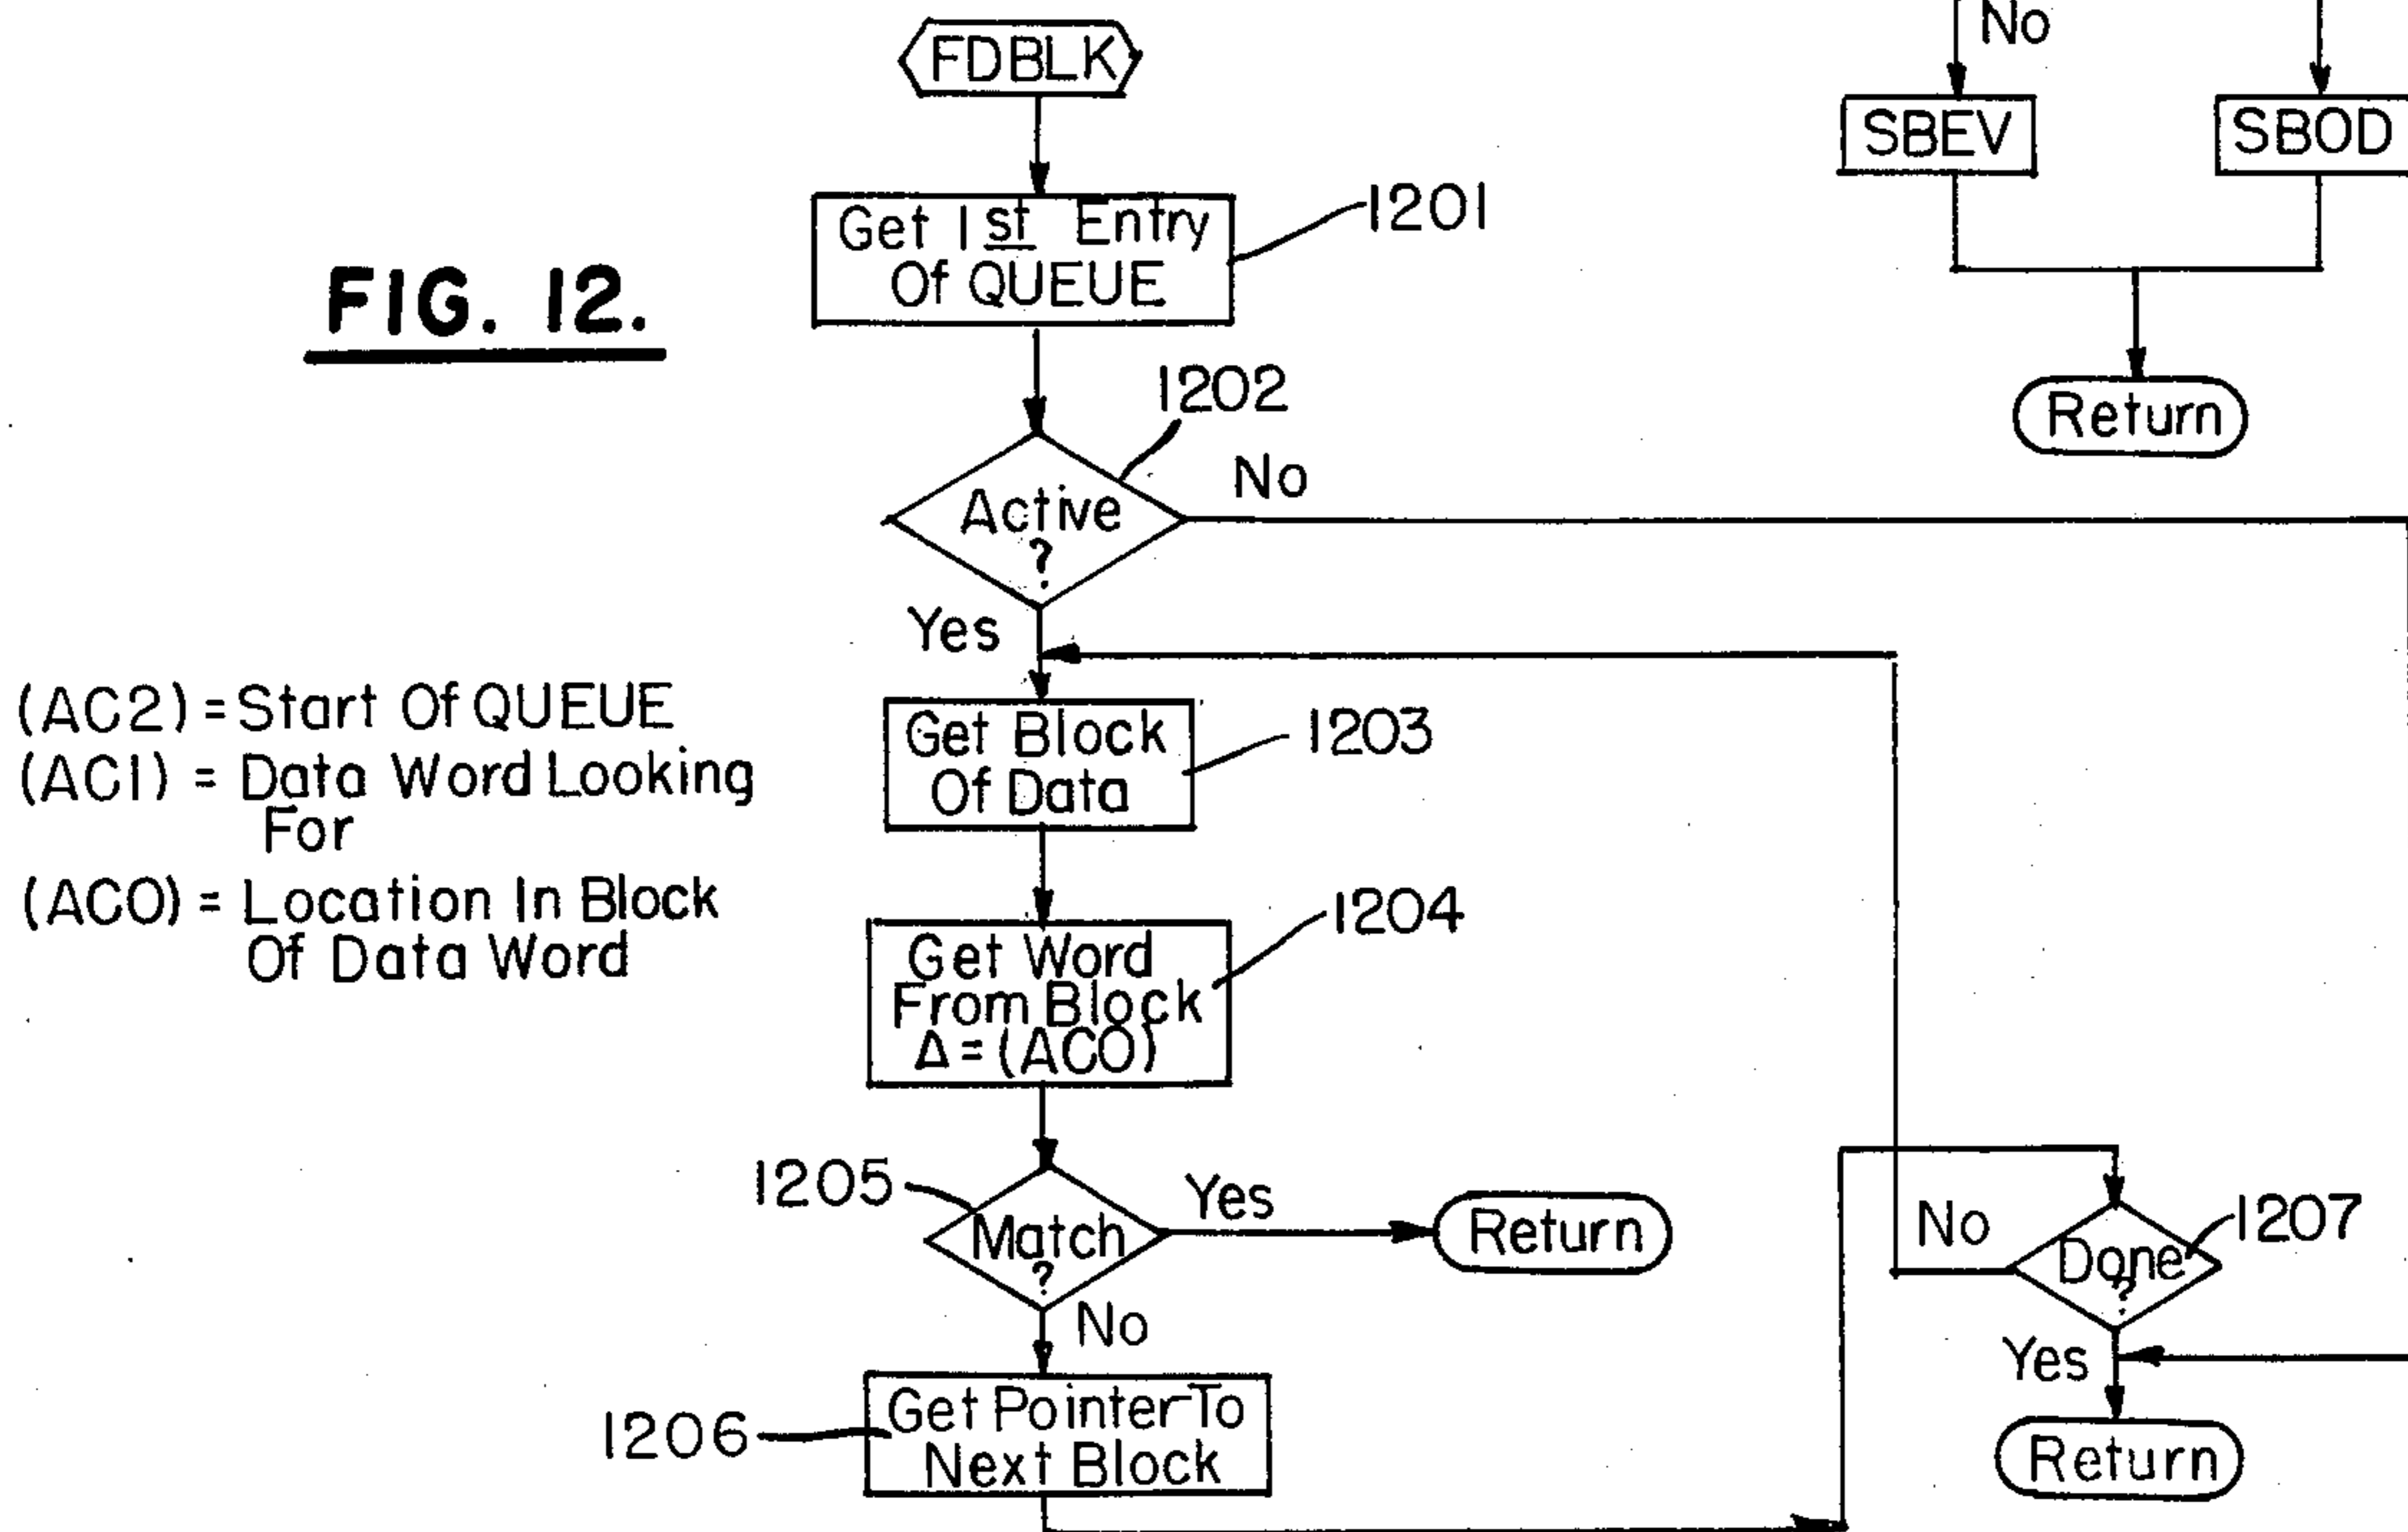 FDBLK
Get 1st Entry
Of QUEUE
1201
FIG. 12.
1202
Active
?
No
Yes
(AC2) = Start Of QUEUE
(AC1) = Data Word Looking
For
(AC0) = Location In Block
Of Data Word
Get Block
Of Data
1203
Get Word
From Block
Δ = (AC0)
1204
1205
Match
?
Yes
Return
No
1206
Get Pointer To
Next Block
No
SBEV
SBOD
Return
No
Done
?
1207
Yes
Return